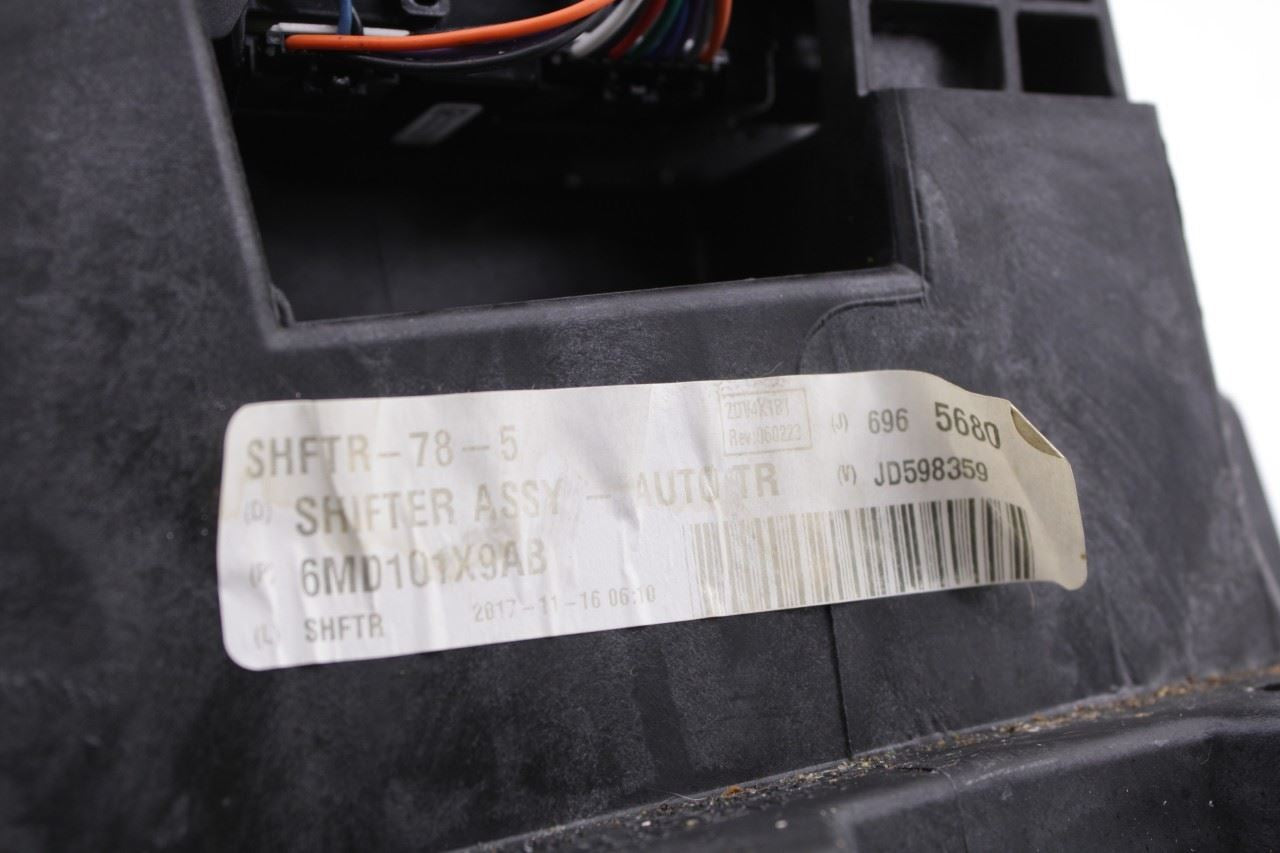 SHFTR-78-5
Rev:060223
(J) 696 5680
(V) JD598359
(D) SHIFTER ASSY - AUTO TR
6MD101X9AB
(L) SHFTR
2017-11-16 06:10